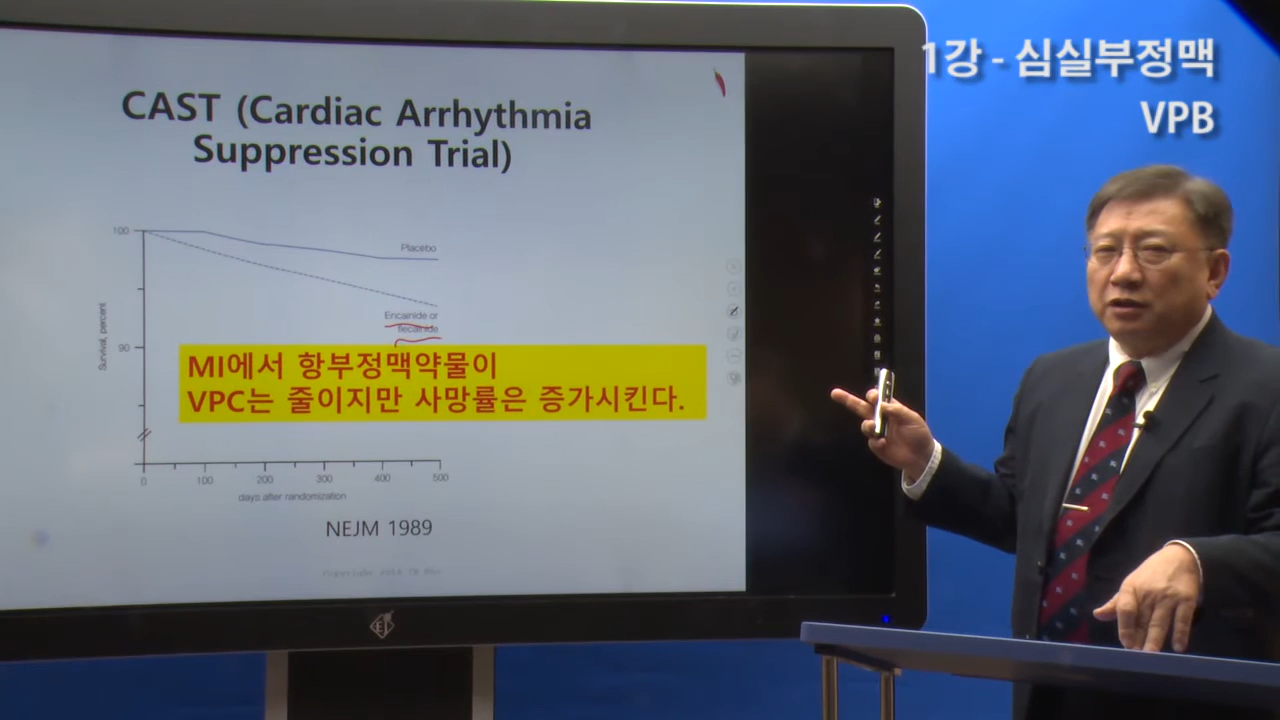 1강 - 심실부정맥
VPB
CAST (Cardiac Arrhythmia
Suppression Trial)
100
Placebo
Encainide or
flecainide
Survival, percent
90
MI에서 항부정맥약물이
VPC는 줄이지만 사망률은 증가시킨다.
0 100 200 300 400 500
days after randomization
NEJM 1989